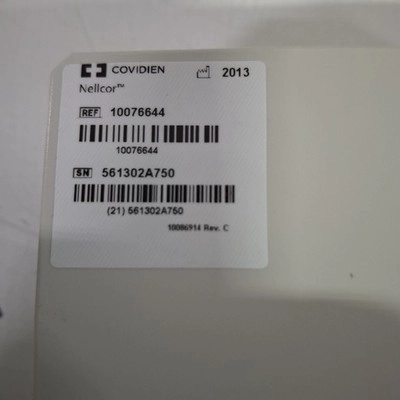 COVIDIEN 2013
Nellcor™
REF 10076644
10076644
SN 561302A750
(21) 561302A750
10086914 Rev. C